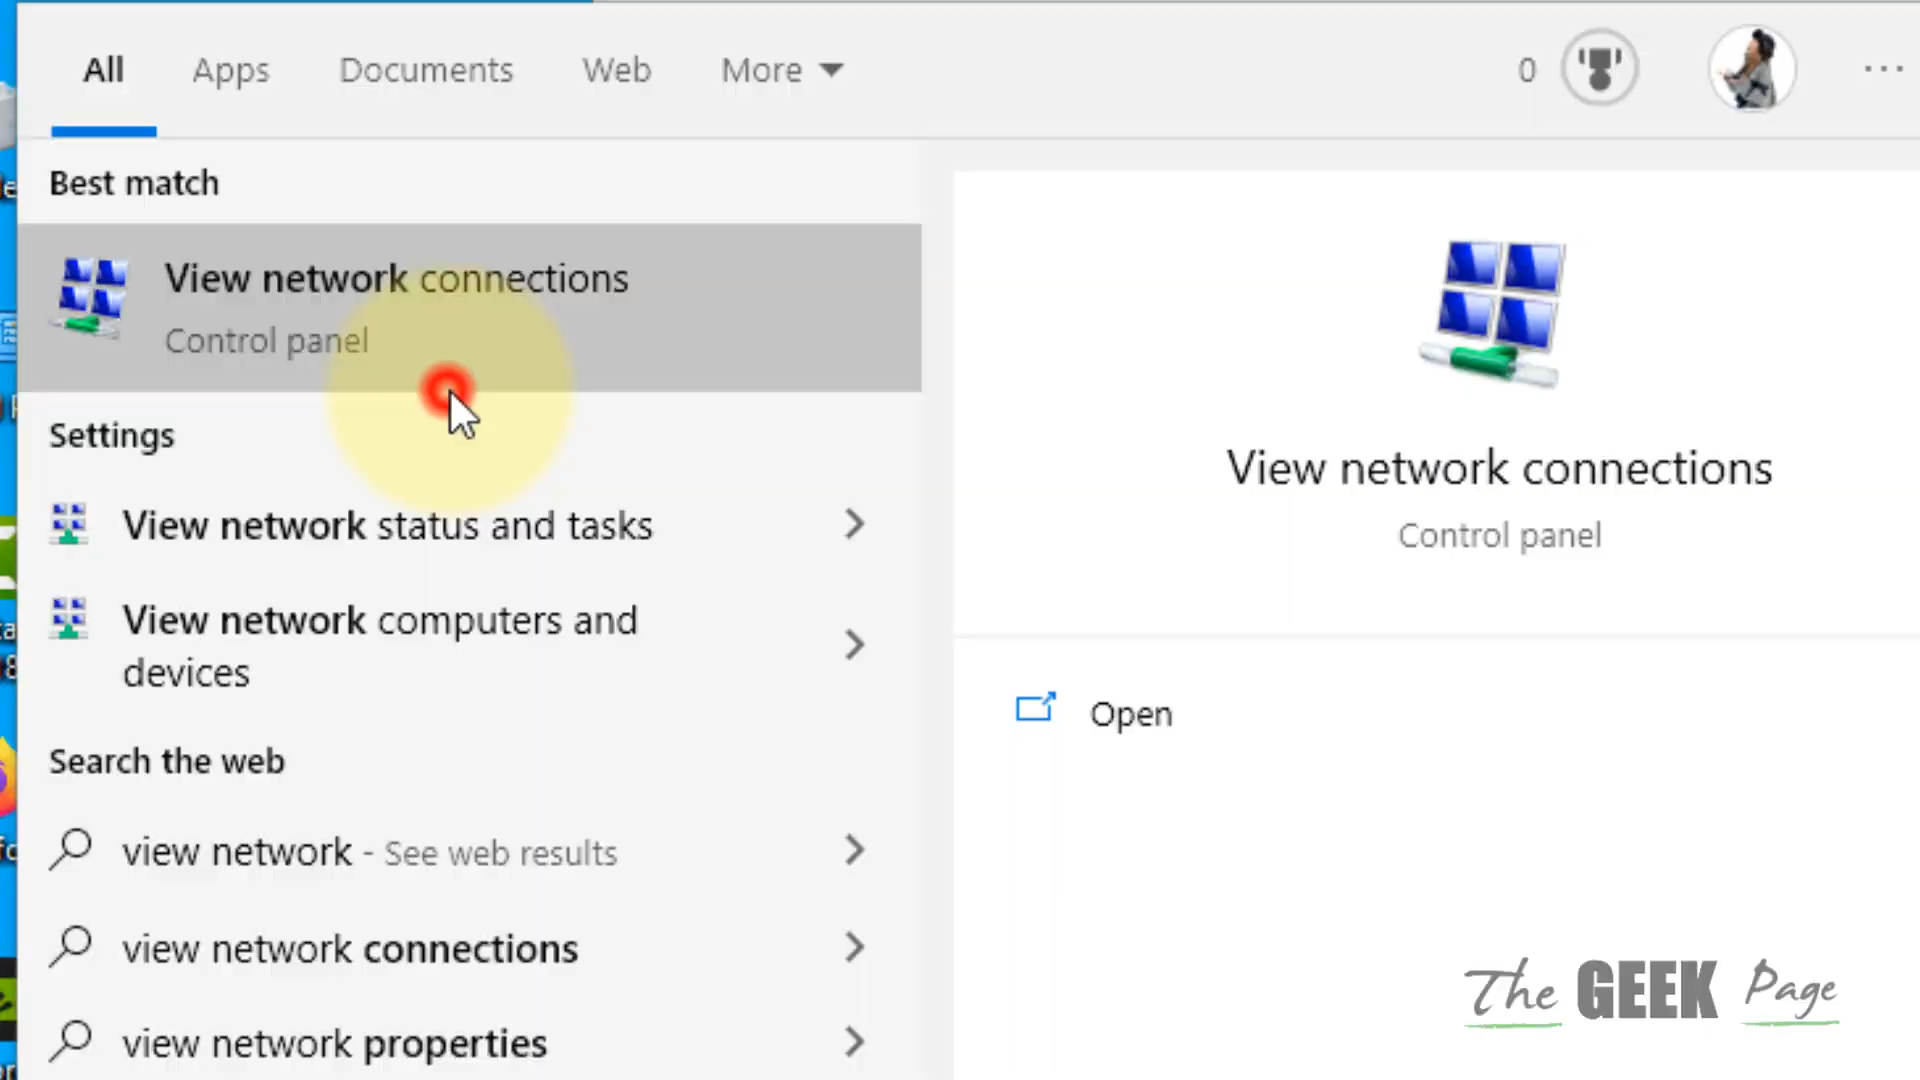 All Apps Documents Web More 0
Best match
View network connections
Control panel
Settings
View network status and tasks
View network computers and
devices
Search the web
view network - See web results
view network connections
view network properties
View network connections
Control panel
Open
The GEEK Page